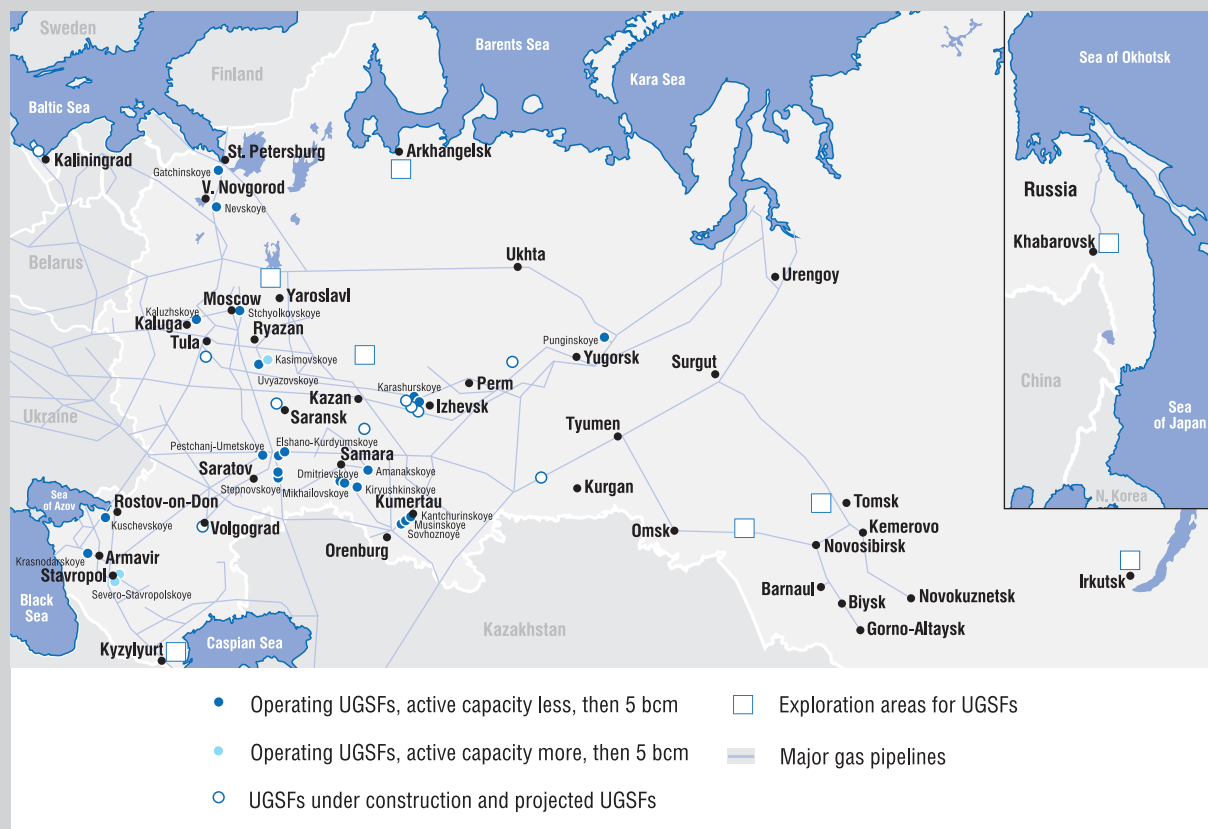 Sweden
Finland
Barents Sea
Kara Sea
Sea of Okhotsk
Baltic Sea
Kaliningrad
St. Petersburg
Gatchinskoye
V. Novgorod
Nevskoye
Arkhangelsk
Russia
Khabarovsk
Belarus
Ukhta
Urengoy
Moscow
Yaroslavl
Kaluzhskoye
Stchyolkovskoye
Kaluga
Ryazan
Tula
Kasimovskoye
Uvyazovskoye
Punginskoye
Yugorsk
Surgut
China
Ukraine
Karashurskoye
Perm
Kazan
Izhevsk
Saransk
Sea
of Japan
Tyumen
Pestchanj-Umetskoye
Elshano-Kurdyumskoye
Samara
Saratov
Dmitrievskoye
Amanakskoye
Stepnovskoye
Mikhailovskoye
Kiryushkinskoye
Kurgan
Sea
of Azov
Rostov-on-Don
Kumertau
Kantchurinskoye
Musinskoye
Sovhoznoye
Kuschevskoye
Volgograd
Orenburg
Tomsk
N. Korea
Omsk
Kemerovo
Novosibirsk
Krasnodarskoye
Armavir
Stavropol
Severo-Stavropolskoye
Barnaul
Irkutsk
Biysk
Novokuznetsk
Black
Sea
Gorno-Altaysk
Kazakhstan
Caspian Sea
Kyzylyurt
Operating UGSFs, active capacity less, then 5 bcm
Exploration areas for UGSFs
Operating UGSFs, active capacity more, then 5 bcm
Major gas pipelines
UGSFs under construction and projected UGSFs